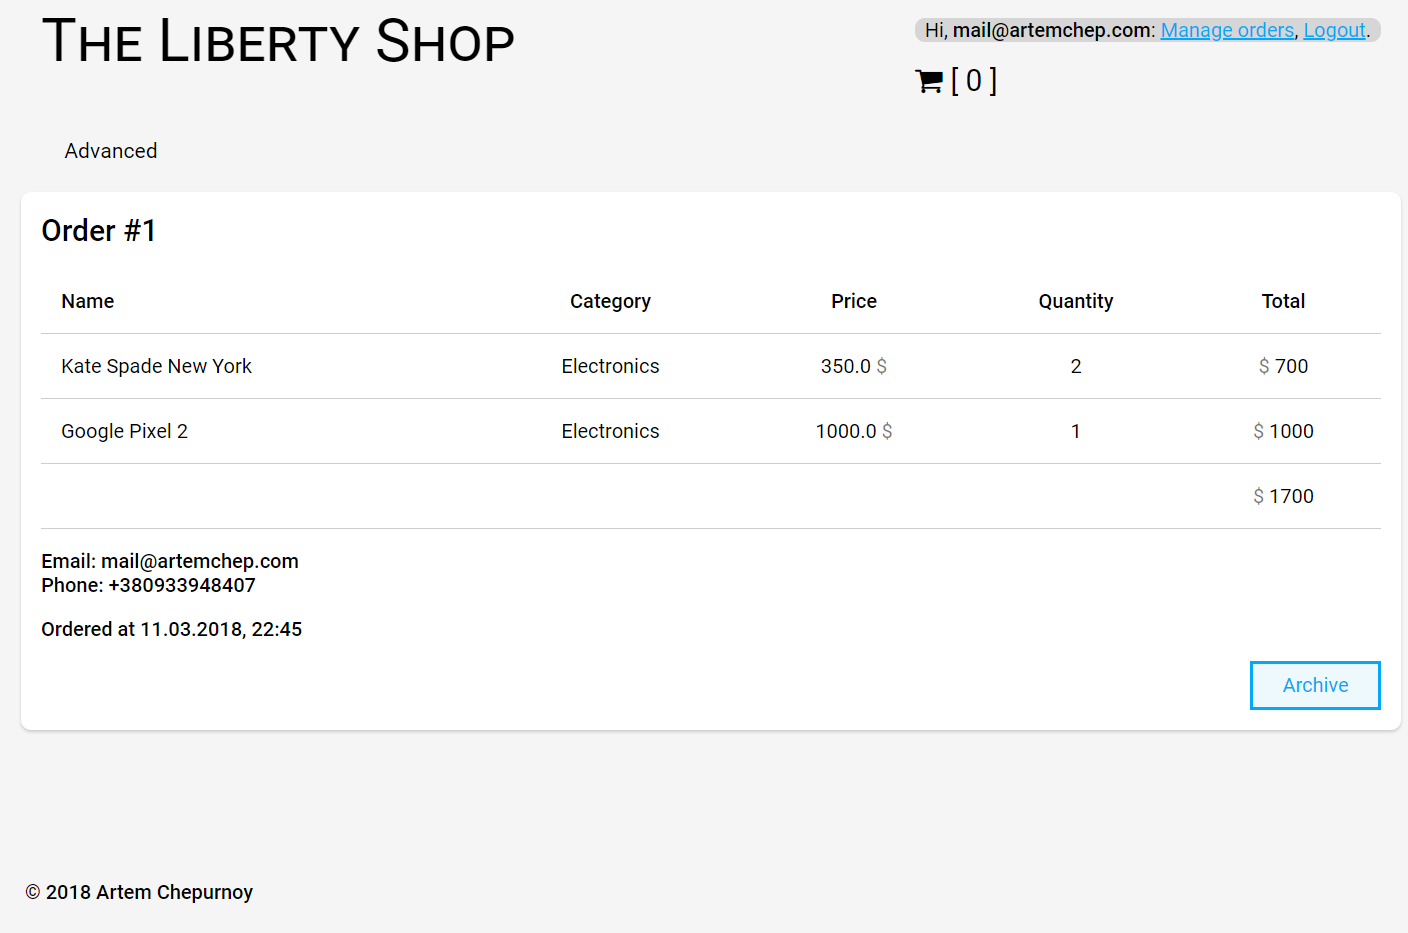 The Liberty Shop
Hi, mail@artemchep.com: Manage orders, Logout.
[ 0 ]
Advanced
Order #1
Name Category Price Quantity Total
Kate Spade New York Electronics 350.0 $ 2 $ 700
Google Pixel 2 Electronics 1000.0 $ 1 $ 1000
$ 1700
Email: mail@artemchep.com
Phone: +380933948407
Ordered at 11.03.2018, 22:45
Archive
© 2018 Artem Chepurnoy